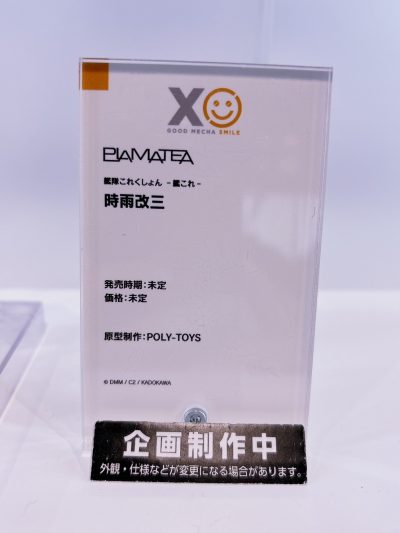 XO
GOOD MECHA SMILE
PLAMATEA
艦隊これくしょん -艦これ-
時雨改三
発売時期:未定
価格:未定
原型制作:POLY-TOYS
© DMM / C2 / KADOKAWA
企画制作中
外観・仕様などが変更になる場合があります。